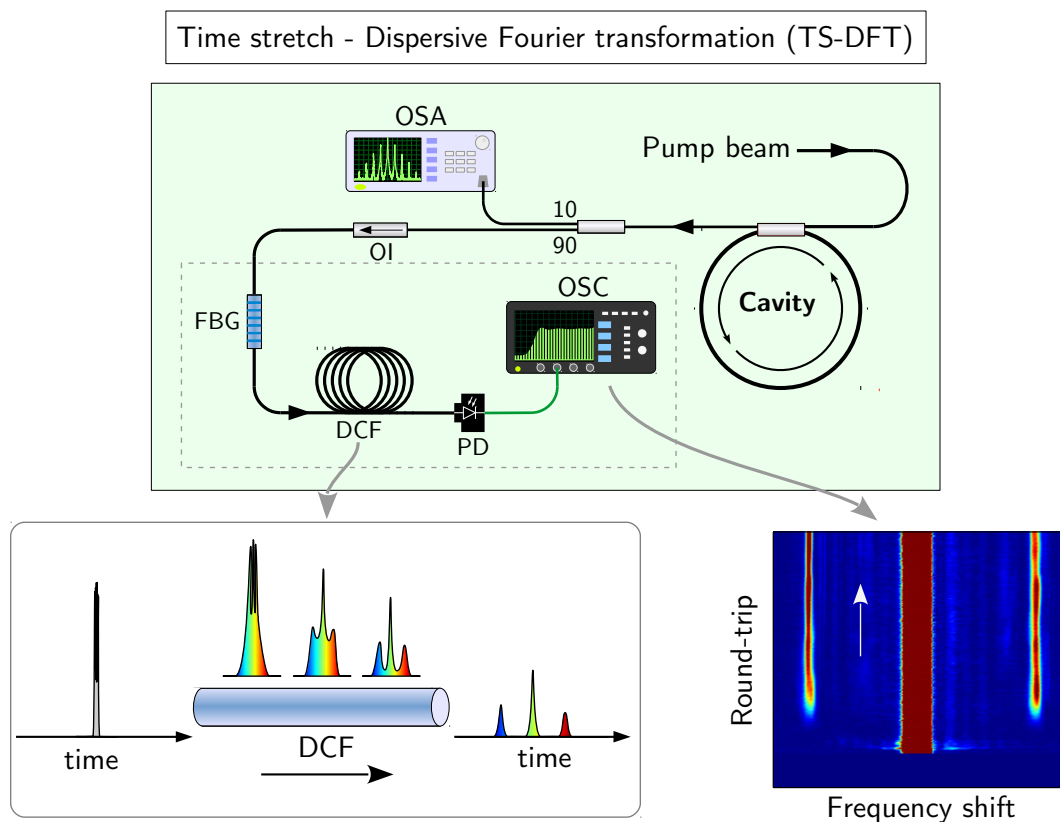 Time stretch - Dispersive Fourier transformation (TS-DFT)
OSA
Pump beam
10
90
OI
OSC
Cavity
FBG
DCF
PD
time
DCF
time
Round-trip
Frequency shift